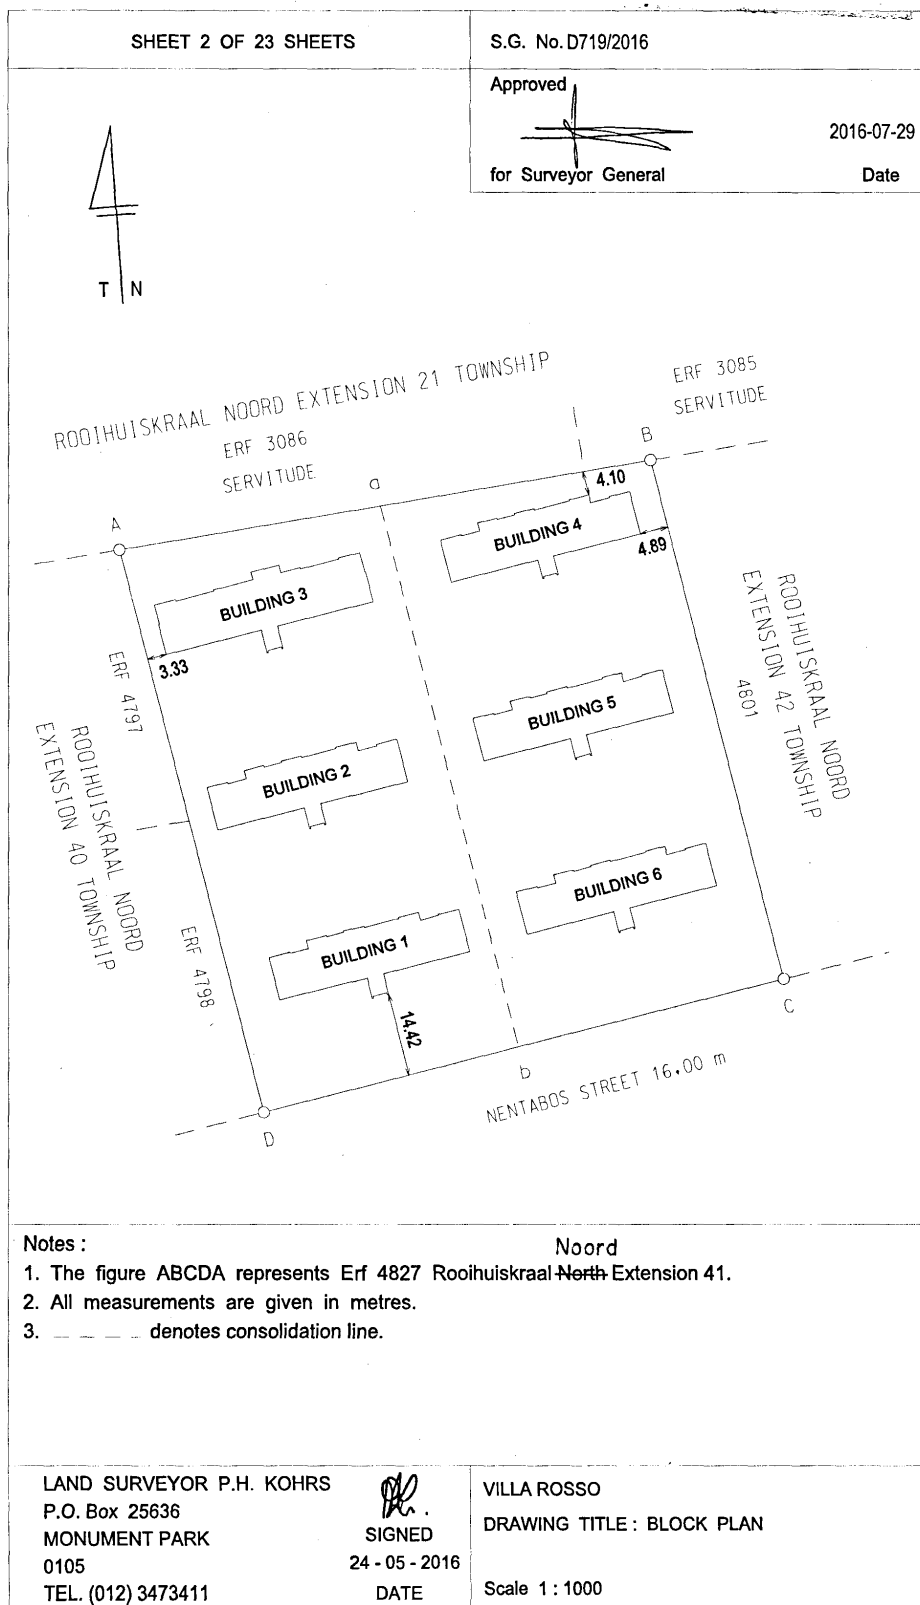 SHEET 2 OF 23 SHEETS
S.G. No. D719/2016
Approved
2016-07-29
for Surveyor General
Date
T N
ROOIHUISKRAAL NOORD EXTENSION 21 TOWNSHIP
ERF 3086
SERVITUDE
ERF 3085
SERVITUDE
A
a
B
4.10
BUILDING 4
4.89
BUILDING 3
3.33
ERF 4797
ROOIHUISKRAAL NOORD
EXTENSION 40 TOWNSHIP
ROOIHUISKRAAL NOORD
EXTENSION 42 TOWNSHIP
4801
BUILDING 5
BUILDING 2
BUILDING 6
BUILDING 1
ERF 4798
14.42
C
b
D
NENTABOS STREET 16.00 m
Notes :
Noord
1. The figure ABCDA represents Erf 4827 Rooihuiskraal North Extension 41.
2. All measurements are given in metres.
3. _ _ _ _ denotes consolidation line.
LAND SURVEYOR P.H. KOHRS
P.O. Box 25636
MONUMENT PARK
0105
TEL. (012) 3473411
SIGNED
24 - 05 - 2016
DATE
VILLA ROSSO
DRAWING TITLE : BLOCK PLAN
Scale 1 : 1000